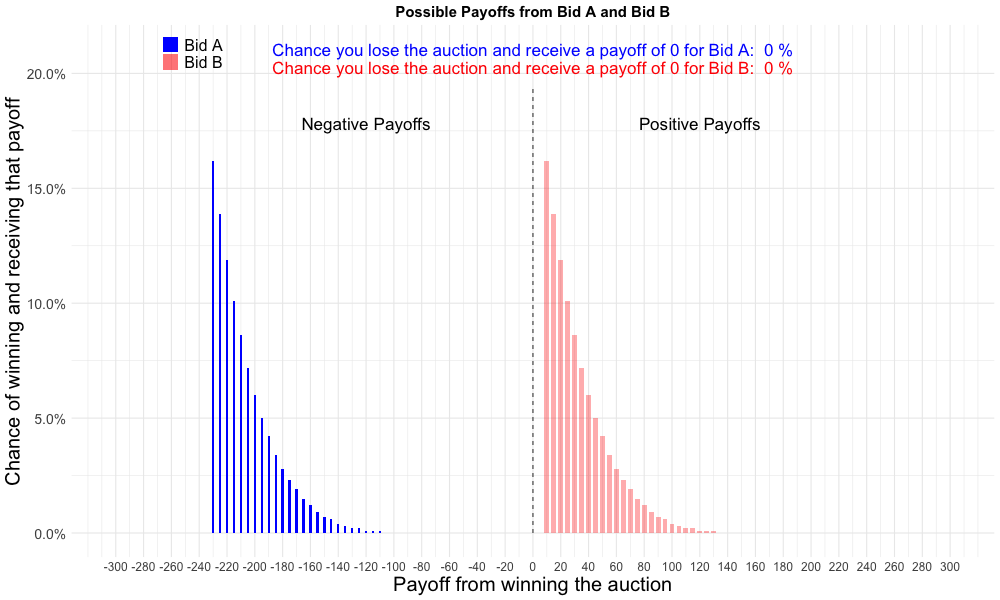 Possible Payoffs from Bid A and Bid B
Bid A
Bid B
Chance you lose the auction and receive a payoff of 0 for Bid A:  0 %
Chance you lose the auction and receive a payoff of 0 for Bid B:  0 %
Negative Payoffs
Positive Payoffs
Chance of winning and receiving that payoff
20.0%
15.0%
10.0%
5.0%
0.0%
-300 -280 -260 -240 -220 -200 -180 -160 -140 -120 -100 -80 -60 -40 -20 0 20 40 60 80 100 120 140 160 180 200 220 240 260 280 300
Payoff from winning the auction